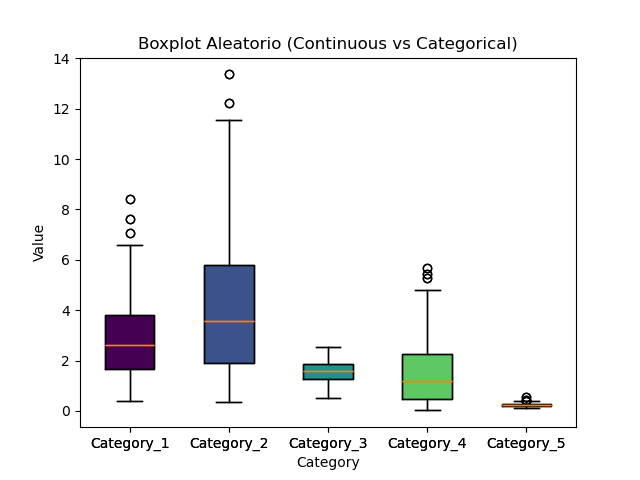 Boxplot Aleatorio (Continuous vs Categorical)
14
12
10
8
6
4
2
0
Value
Category_1 Category_2 Category_3 Category_4 Category_5
Category